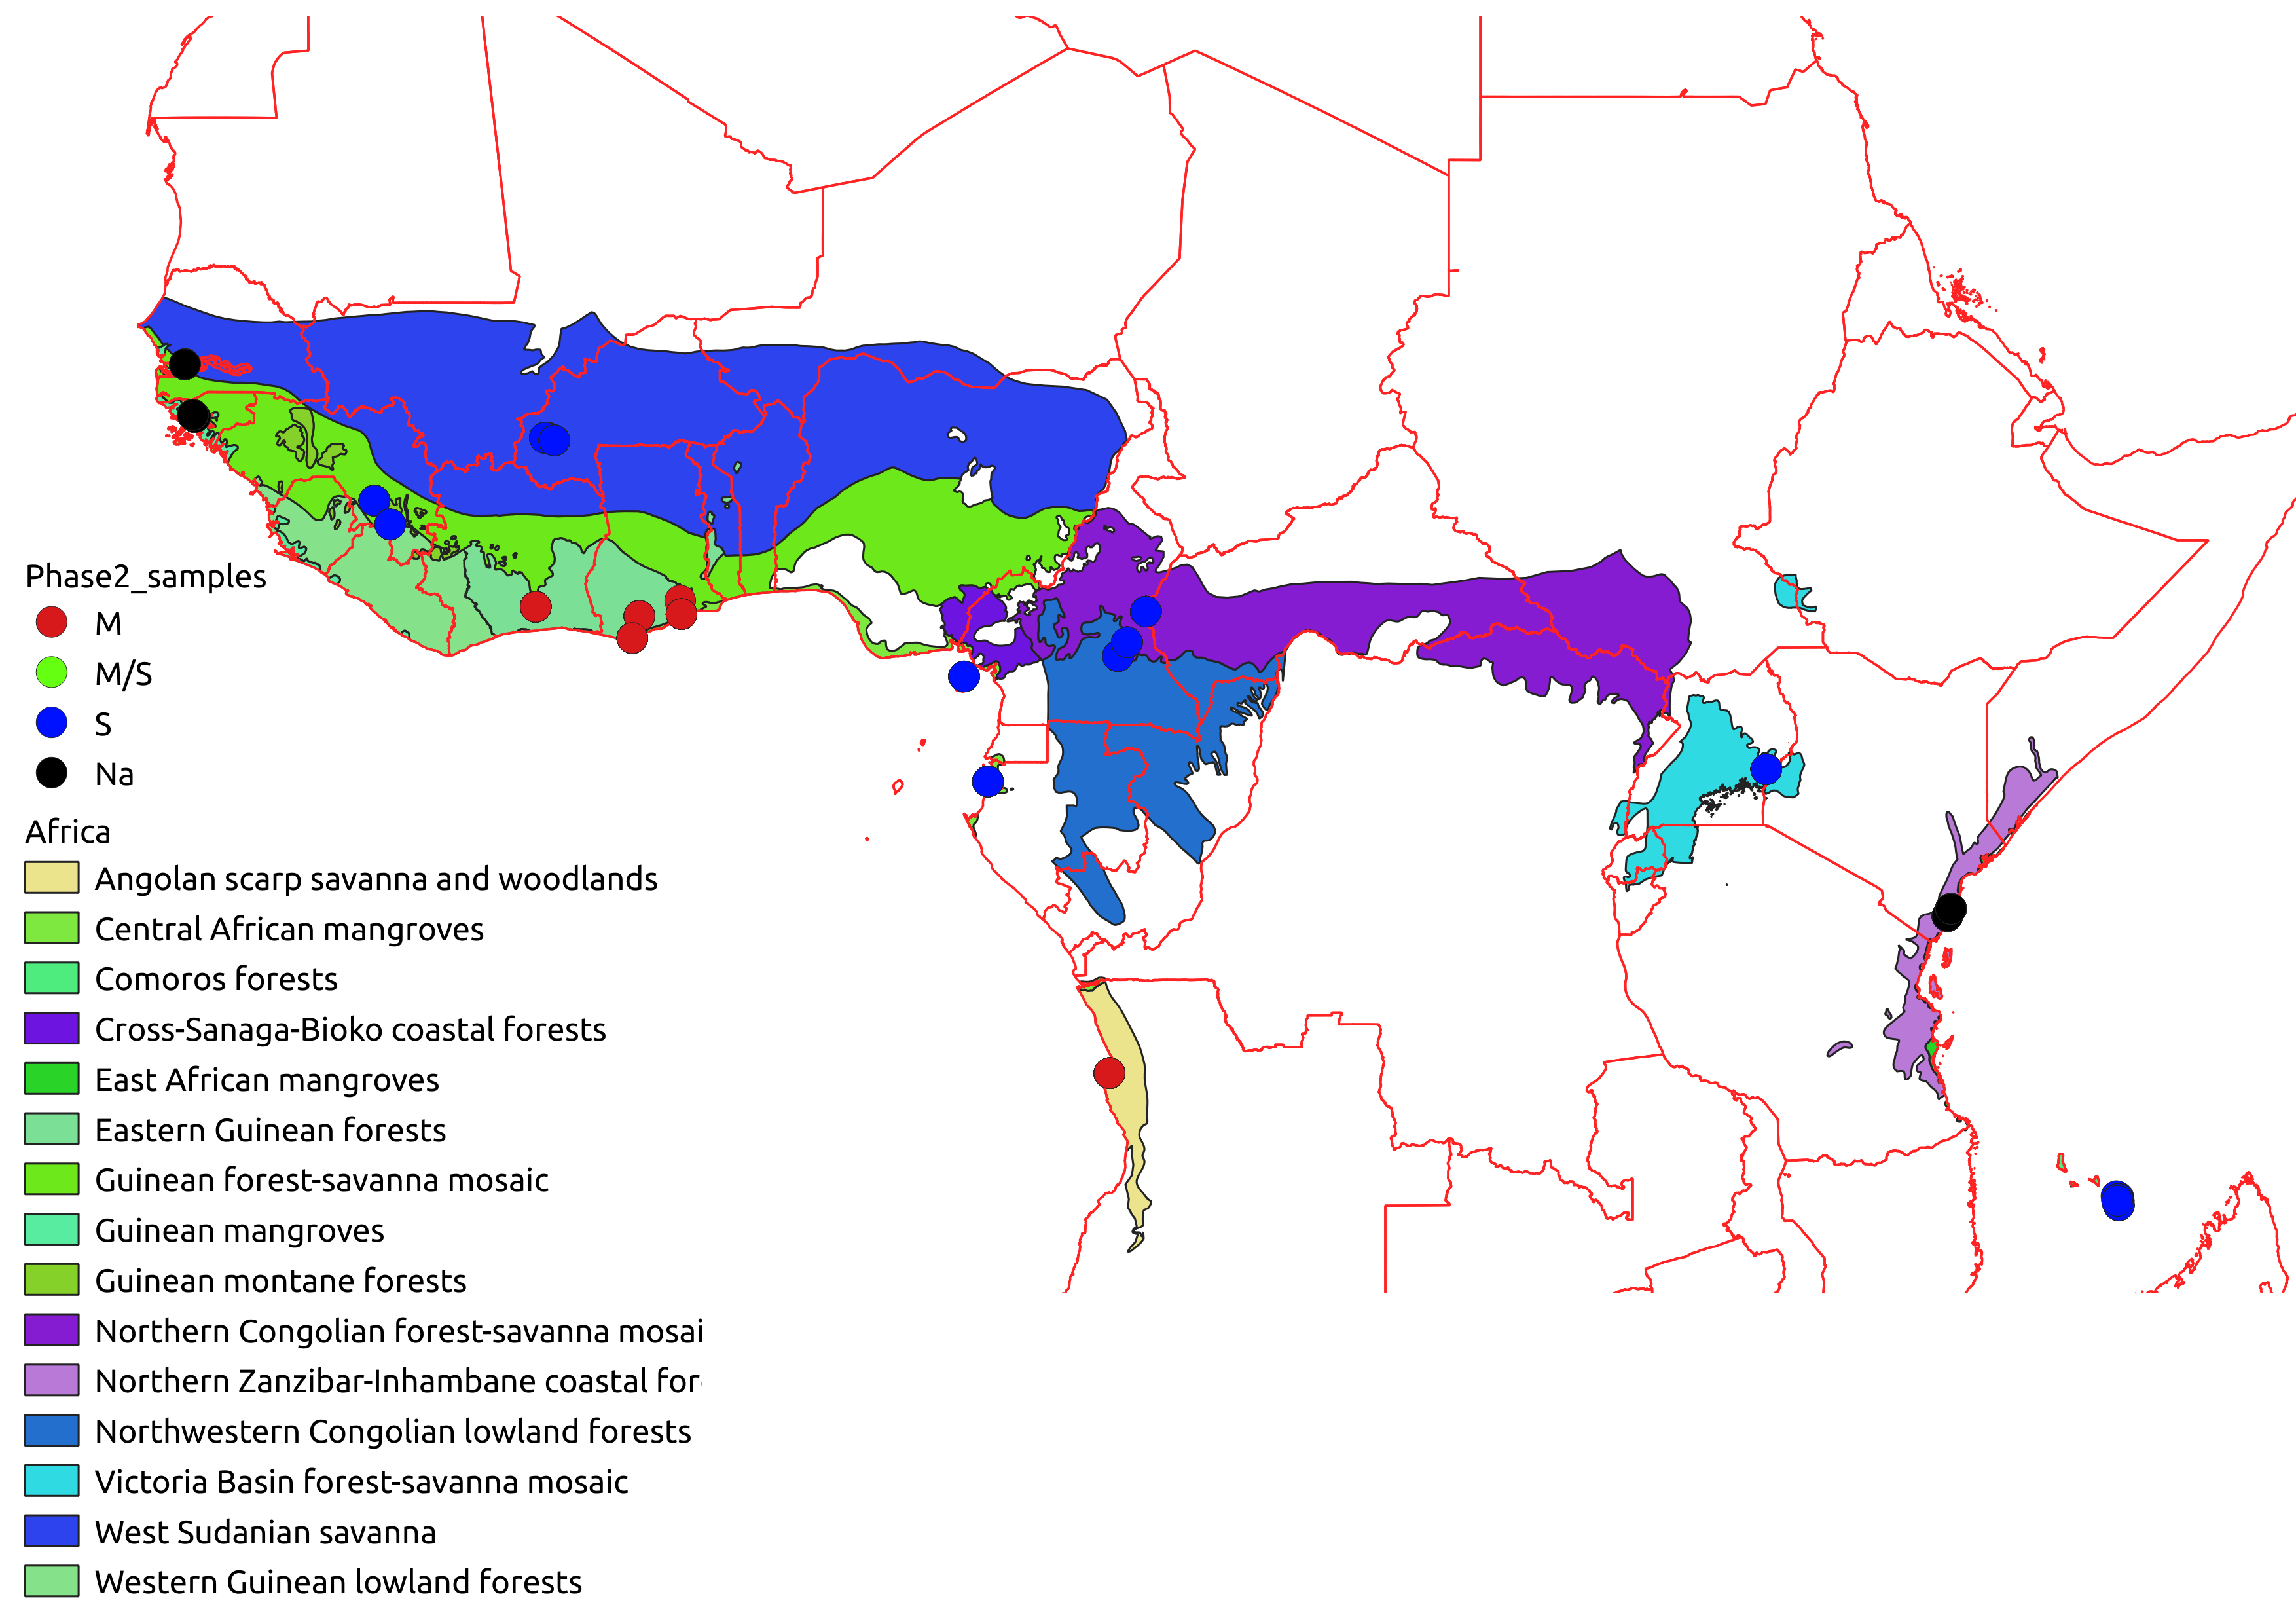 Phase2_samples
M
M/S
S
Na
Africa
Angolan scarp savanna and woodlands
Central African mangroves
Comoros forests
Cross-Sanaga-Bioko coastal forests
East African mangroves
Eastern Guinean forests
Guinean forest-savanna mosaic
Guinean mangroves
Guinean montane forests
Northern Congolian forest-savanna mosai
Northern Zanzibar-Inhambane coastal for
Northwestern Congolian lowland forests
Victoria Basin forest-savanna mosaic
West Sudanian savanna
Western Guinean lowland forests